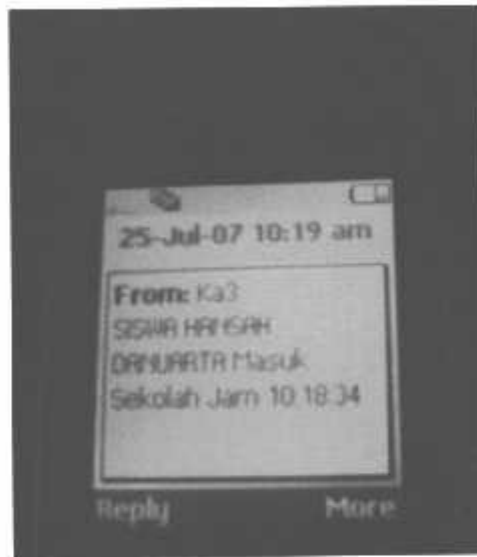 25-Jul-07 10:19 am
From: Ka3
SISWA HAMSAH
DANUARTA Masuk
Sekolah Jam 10:18:34
Reply More